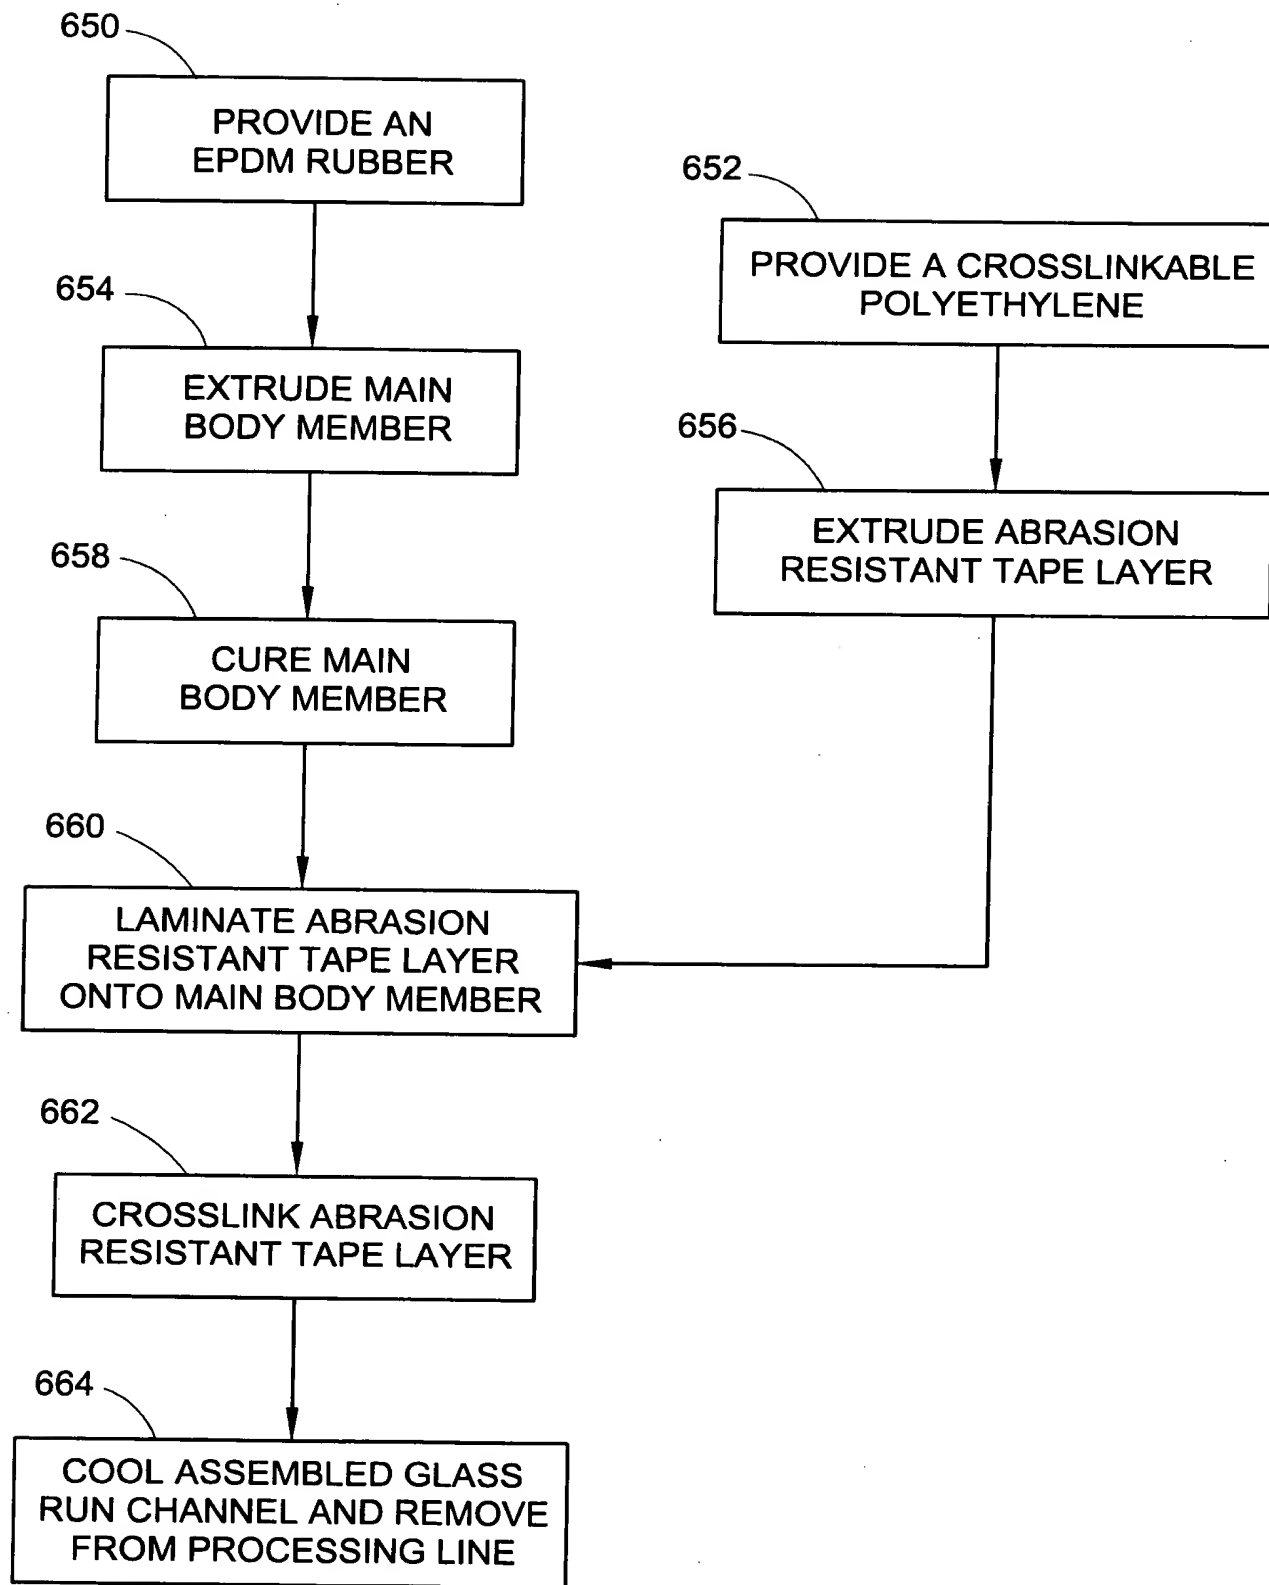 650
PROVIDE AN
EPDM RUBBER
652
PROVIDE A CROSSLINKABLE
POLYETHYLENE
654
EXTRUDE MAIN
BODY MEMBER
656
EXTRUDE ABRASION
RESISTANT TAPE LAYER
658
CURE MAIN
BODY MEMBER
660
LAMINATE ABRASION
RESISTANT TAPE LAYER
ONTO MAIN BODY MEMBER
662
CROSSLINK ABRASION
RESISTANT TAPE LAYER
664
COOL ASSEMBLED GLASS
RUN CHANNEL AND REMOVE
FROM PROCESSING LINE